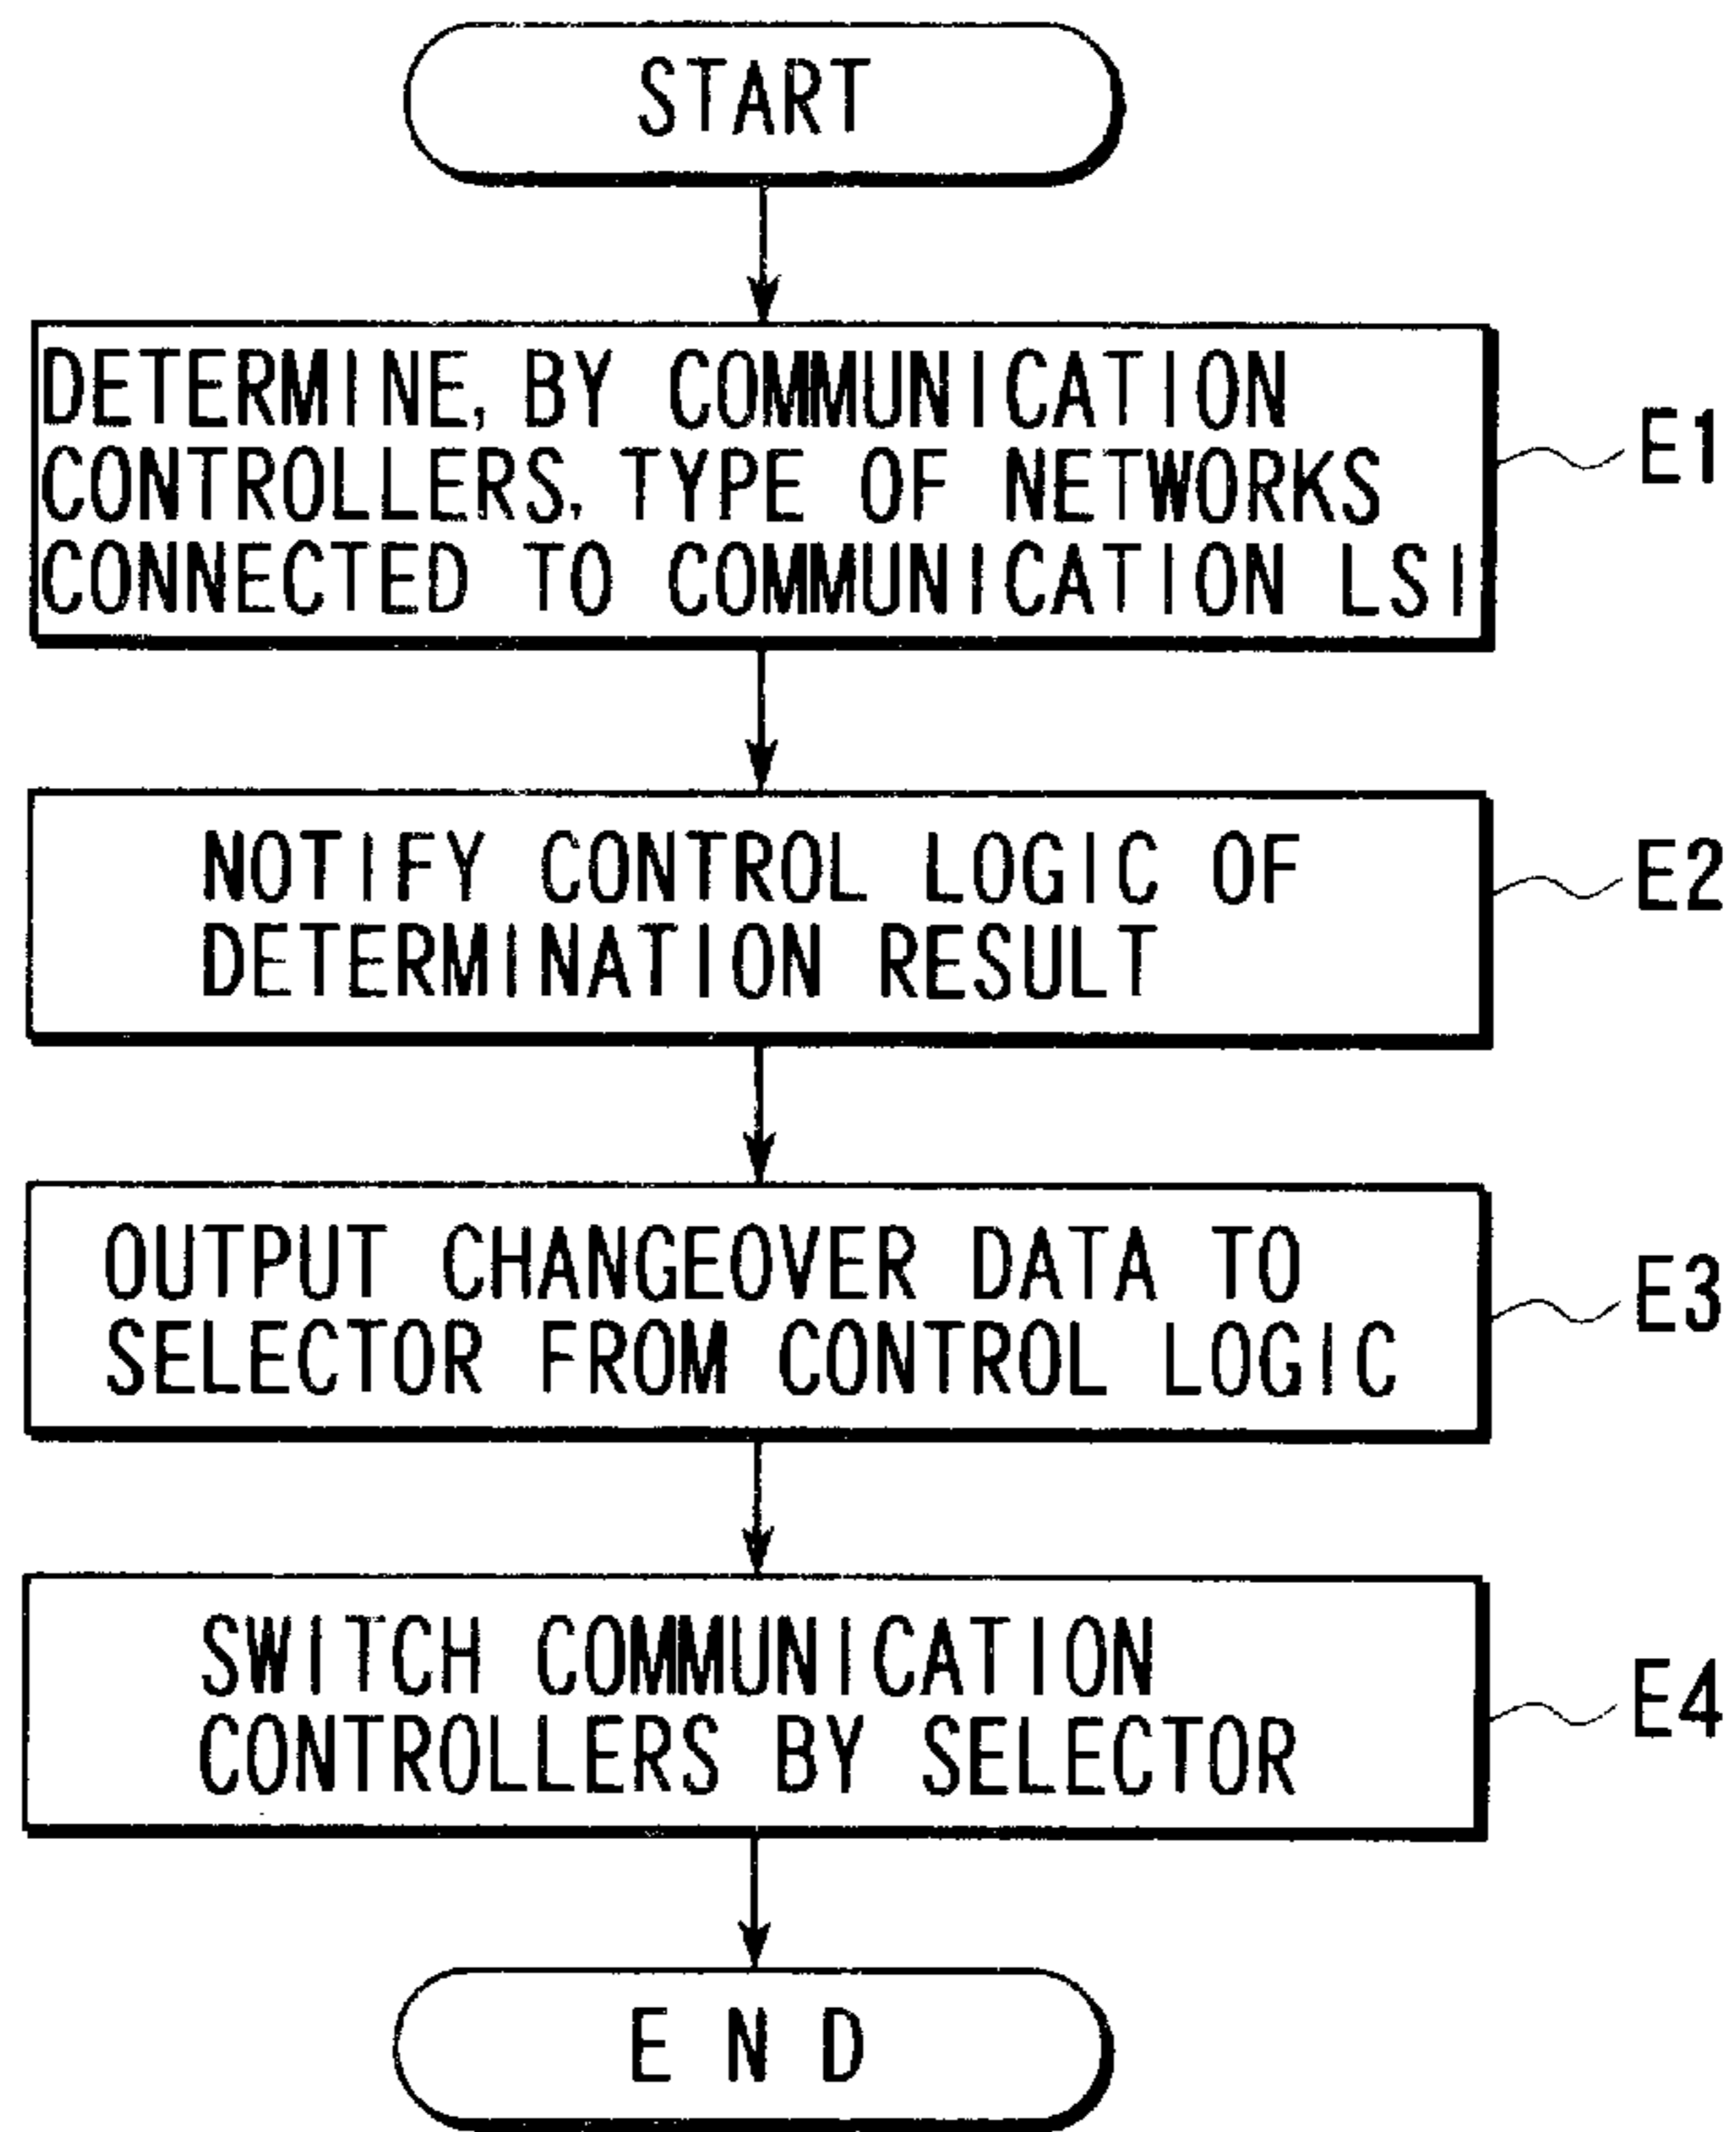 START
DETERMINE, BY COMMUNICATION
CONTROLLERS, TYPE OF NETWORKS
CONNECTED TO COMMUNICATION LSI
E1
NOTIFY CONTROL LOGIC OF
DETERMINATION RESULT
E2
OUTPUT CHANGEOVER DATA TO
SELECTOR FROM CONTROL LOGIC
E3
SWITCH COMMUNICATION
CONTROLLERS BY SELECTOR
E4
END